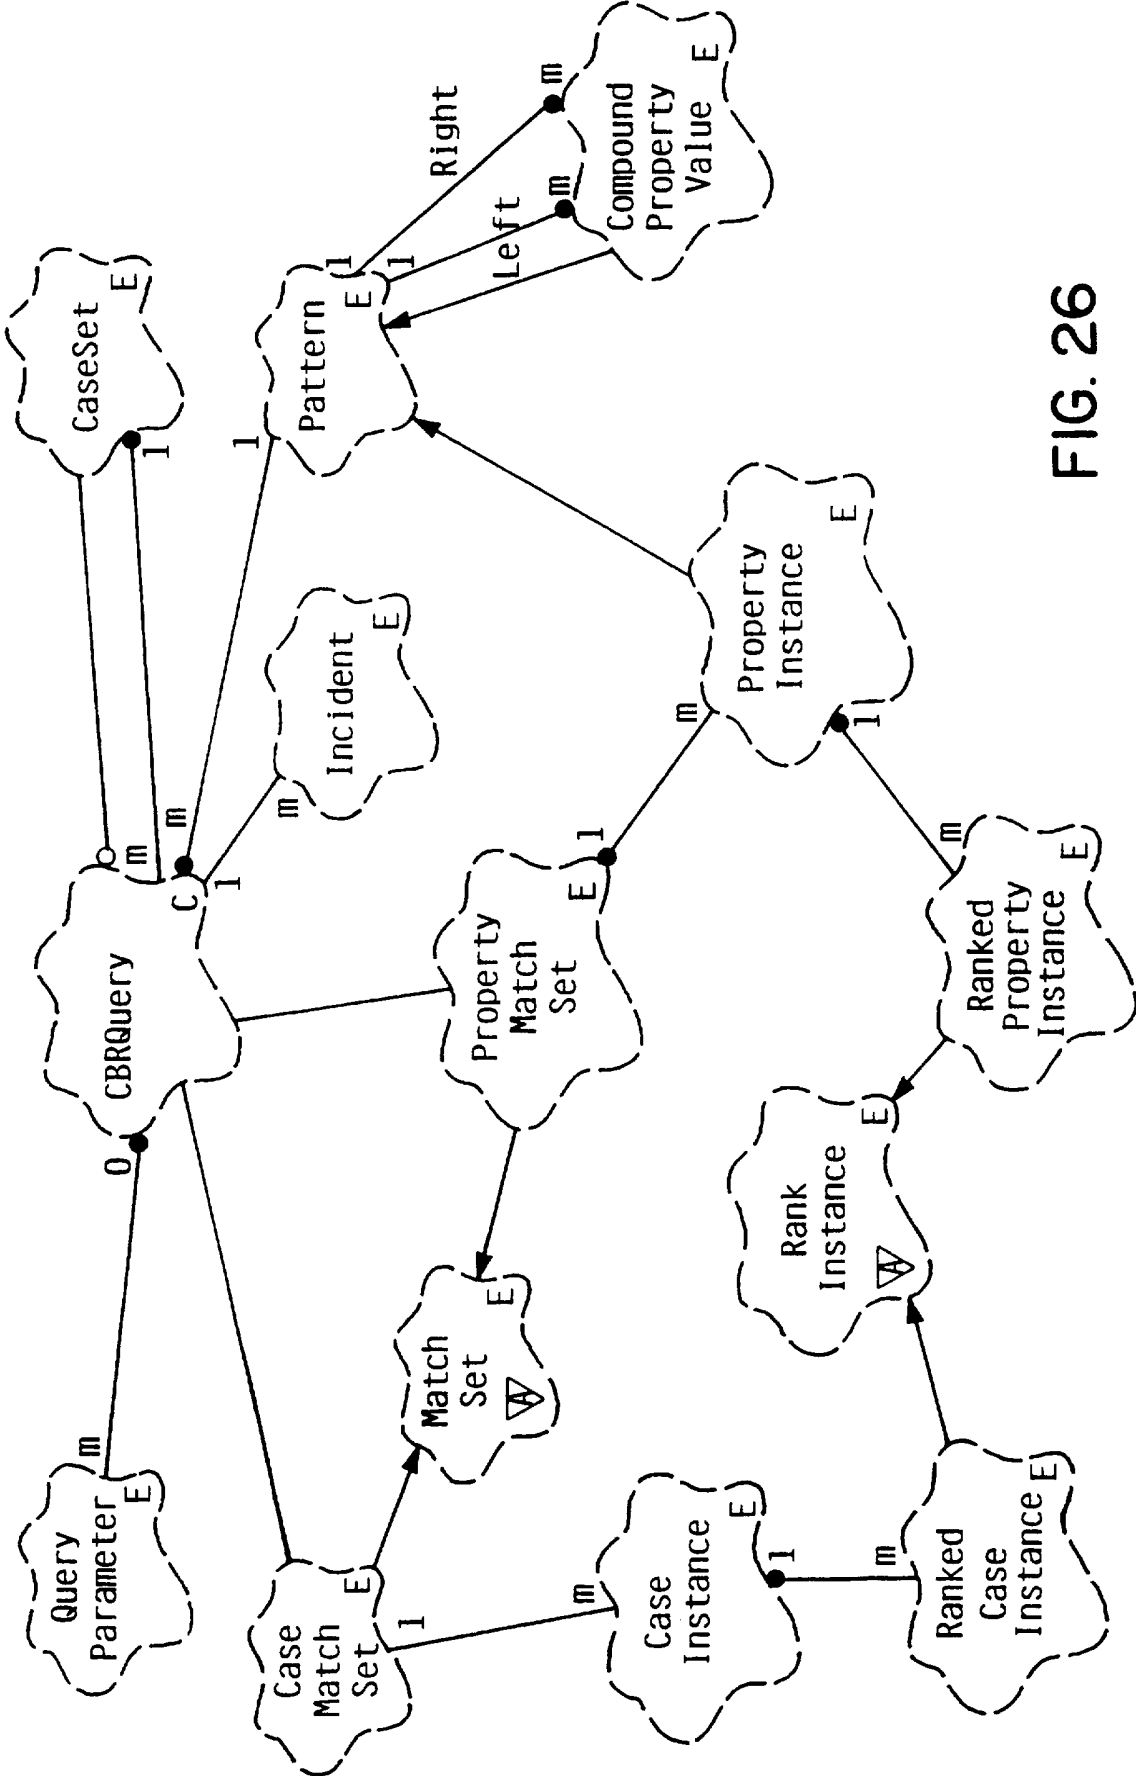 Query
Parameter
E
m
O
CBRQuery
C
m
m
1
CaseSet
E
1
Case
Match
Set
E
1
Match
Set
E
A
Property
Match
Set
E
1
Incident
E
m
Pattern
E
1
1
1
Right
Left
m
m
Compound
Property
Value
E
Case
Instance
E
m
1
Rank
Instance
E
A
Property
Instance
E
m
1
Ranked
Case
Instance
E
m
Ranked
Property
Instance
E
m
FIG. 26